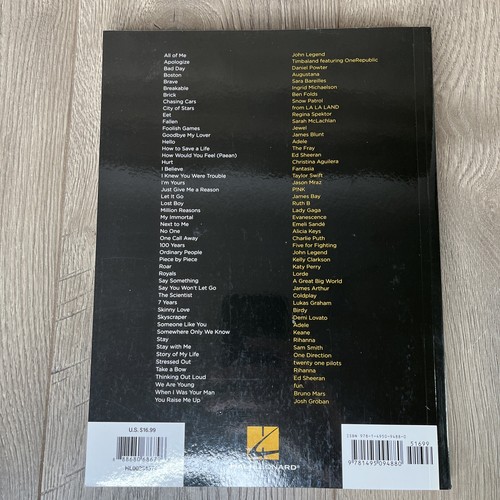 All of Me John Legend
Apologize Timbaland featuring OneRepublic
Bad Day Daniel Powter
Boston Augustana
Brave Sara Bareilles
Breakable Ingrid Michaelson
Brick Ben Folds
Chasing Cars Snow Patrol
City of Stars from LA LA LAND
Eet Regina Spektor
Fallen Sarah McLachlan
Foolish Games Jewel
Goodbye My Lover James Blunt
Hello Adele
How to Save a Life The Fray
How Would You Feel (Paean) Ed Sheeran
Hurt Christina Aguilera
I Believe Fantasia
I Knew You Were Trouble Taylor Swift
I'm Yours Jason Mraz
Just Give Me a Reason P!NK
Let It Go James Bay
Lost Boy Ruth B
Million Reasons Lady Gaga
My Immortal Evanescence
Next to Me Emeli Sandé
No One Alicia Keys
One Call Away Charlie Puth
100 Years Five for Fighting
Ordinary People John Legend
Piece by Piece Kelly Clarkson
Roar Katy Perry
Royals Lorde
Say Something A Great Big World
Say You Won't Let Go James Arthur
The Scientist Coldplay
7 Years Lukas Graham
Skinny Love Birdy
Skyscraper Demi Lovato
Someone Like You Adele
Somewhere Only We Know Keane
Stay Rihanna
Stay with Me Sam Smith
Story of My Life One Direction
Stressed Out twenty one pilots
Take a Bow Rihanna
Thinking Out Loud Ed Sheeran
We Are Young fun.
When I Was Your Man Bruno Mars
You Raise Me Up Josh Groban
U.S. $16.99
ISBN 978-1-4950-9488-0
51699
9781495094880